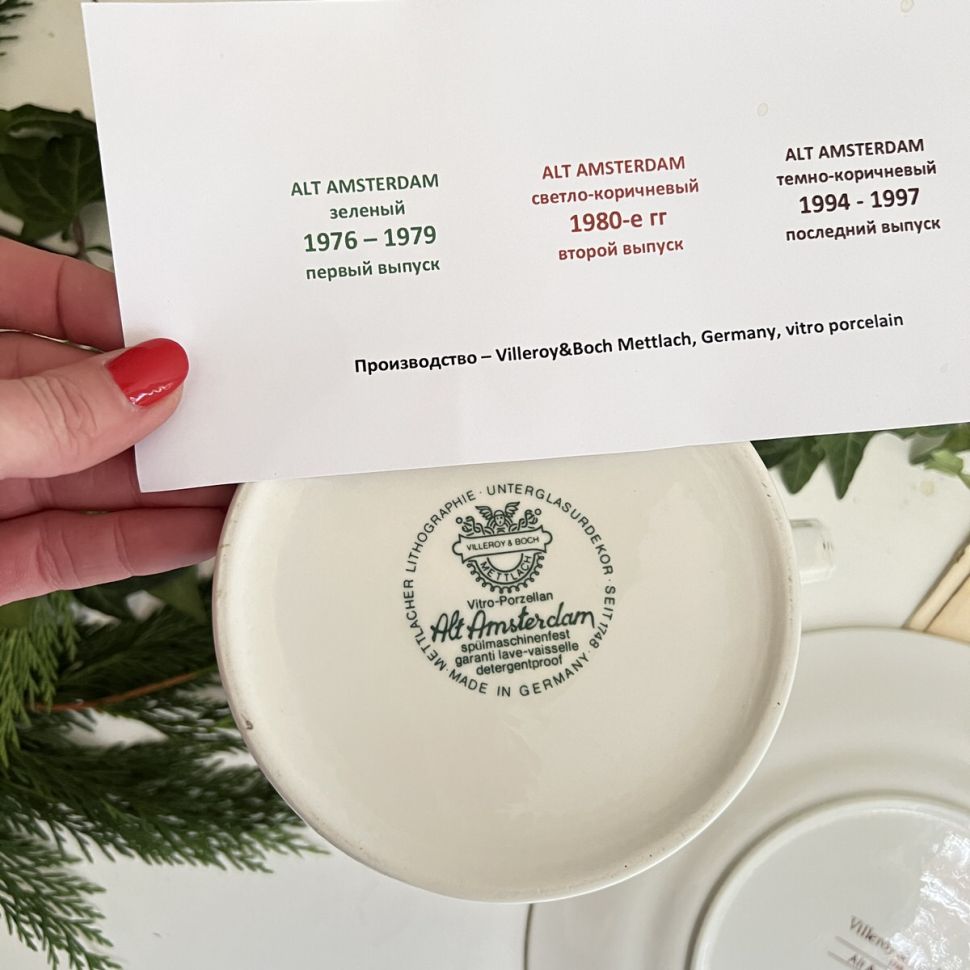 ALT AMSTERDAM
зеленый
1976 – 1979
первый выпуск
ALT AMSTERDAM
светло-коричневый
1980-е гг
второй выпуск
ALT AMSTERDAM
темно-коричневый
1994 - 1997
последний выпуск
Производство – Villeroy&Boch Mettlach, Germany, vitro porcelain
METTLACHER LITHOGRAPHIE · UNTERGLASURDEKOR · SEIT 1748 ·
MADE IN GERMANY ·
VILLEROY & BOCH
METTLACH
Vitro-Porzellan
Alt Amsterdam
spülmaschinenfest
garanti lave-vaisselle
detergentproof
Villeroy
Alt